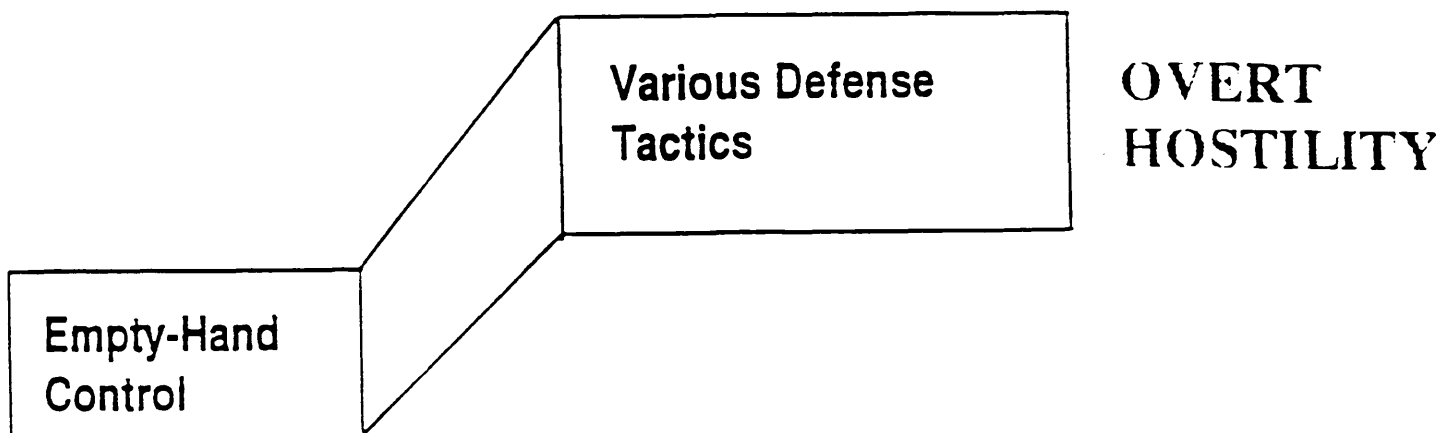 Various Defense
Tactics
OVERT
HOSTILITY
Empty-Hand
Control